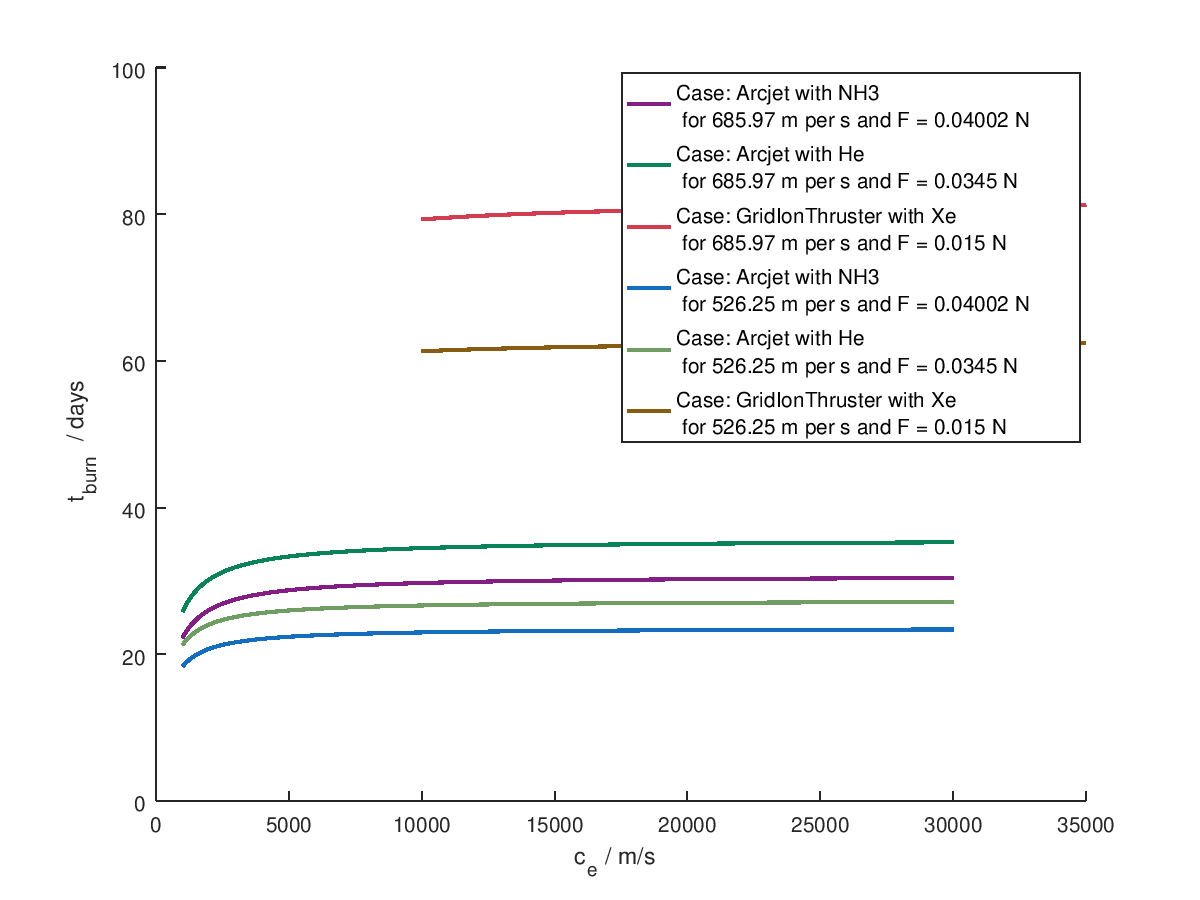 100
80
60
40
20
0
t_burn / days
Case: Arcjet with NH3
for 685.97 m per s and F = 0.04002 N
Case: Arcjet with He
for 685.97 m per s and F = 0.0345 N
Case: GridIonThruster with Xe
for 685.97 m per s and F = 0.015 N
Case: Arcjet with NH3
for 526.25 m per s and F = 0.04002 N
Case: Arcjet with He
for 526.25 m per s and F = 0.0345 N
Case: GridIonThruster with Xe
for 526.25 m per s and F = 0.015 N
0 5000 10000 15000 20000 25000 30000 35000
c_e / m/s